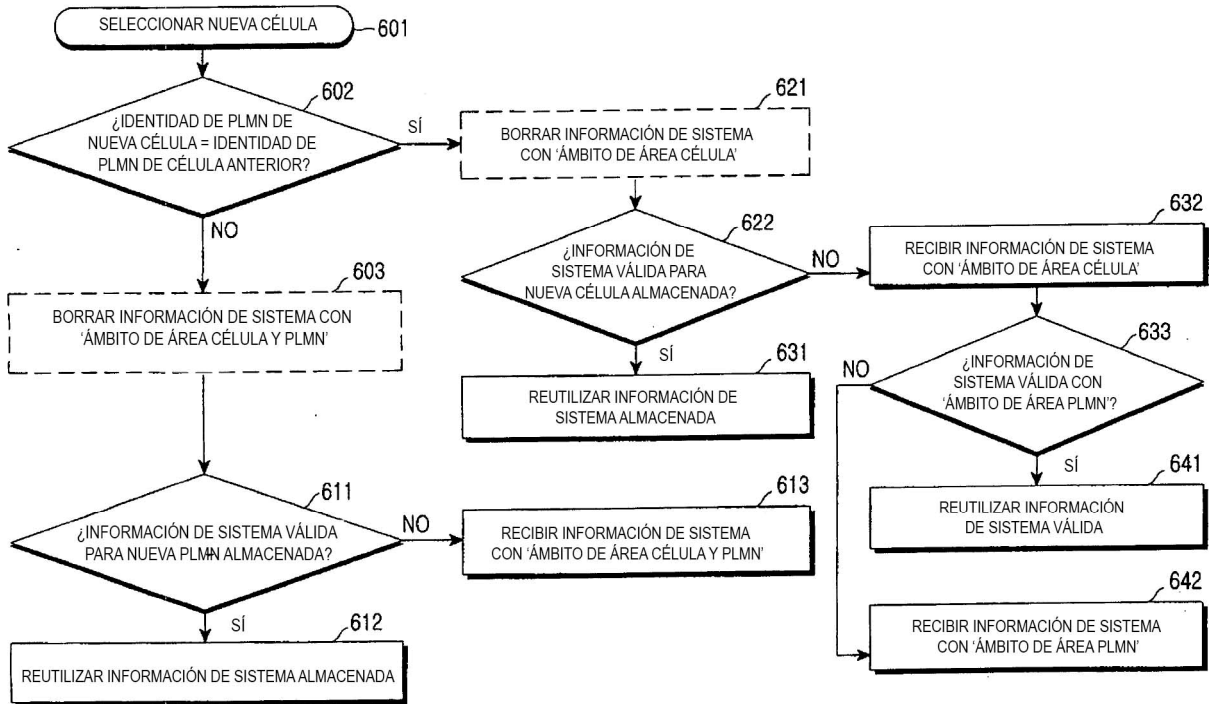 SELECCIONAR NUEVA CÉLULA
601
602
¿IDENTIDAD DE PLMN DE
NUEVA CÉLULA = IDENTIDAD DE
PLMN DE CÉLULA ANTERIOR?
SÍ
NO
621
BORRAR INFORMACIÓN DE SISTEMA
CON 'ÁMBITO DE ÁREA CÉLULA'
622
¿INFORMACIÓN DE
SISTEMA VÁLIDA PARA
NUEVA CÉLULA ALMACENADA?
NO
SÍ
632
RECIBIR INFORMACIÓN DE SISTEMA
CON 'ÁMBITO DE ÁREA CÉLULA'
603
BORRAR INFORMACIÓN DE SISTEMA CON
'ÁMBITO DE ÁREA CÉLULA Y PLMN'
631
REUTILIZAR INFORMACIÓN DE
SISTEMA ALMACENADA
633
¿INFORMACIÓN DE
SISTEMA VÁLIDA CON
'ÁMBITO DE ÁREA PLMN'?
NO
SÍ
641
REUTILIZAR INFORMACIÓN
DE SISTEMA VÁLIDA
611
¿INFORMACIÓN DE SISTEMA VÁLIDA
PARA NUEVA PLMN ALMACENADA?
NO
SÍ
613
RECIBIR INFORMACIÓN DE SISTEMA
CON 'ÁMBITO DE ÁREA CÉLULA Y PLMN'
642
RECIBIR INFORMACIÓN DE SISTEMA
CON 'ÁMBITO DE ÁREA PLMN'
612
REUTILIZAR INFORMACIÓN DE SISTEMA ALMACENADA